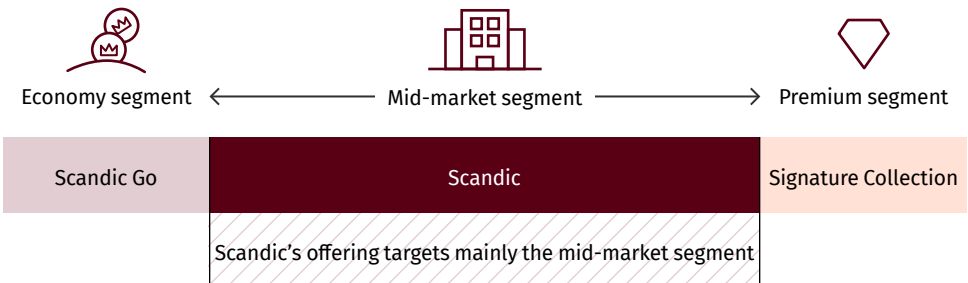 Economy segment
Mid-market segment
Premium segment
Scandic Go
Scandic
Signature Collection
Scandic’s offering targets mainly the mid-market segment